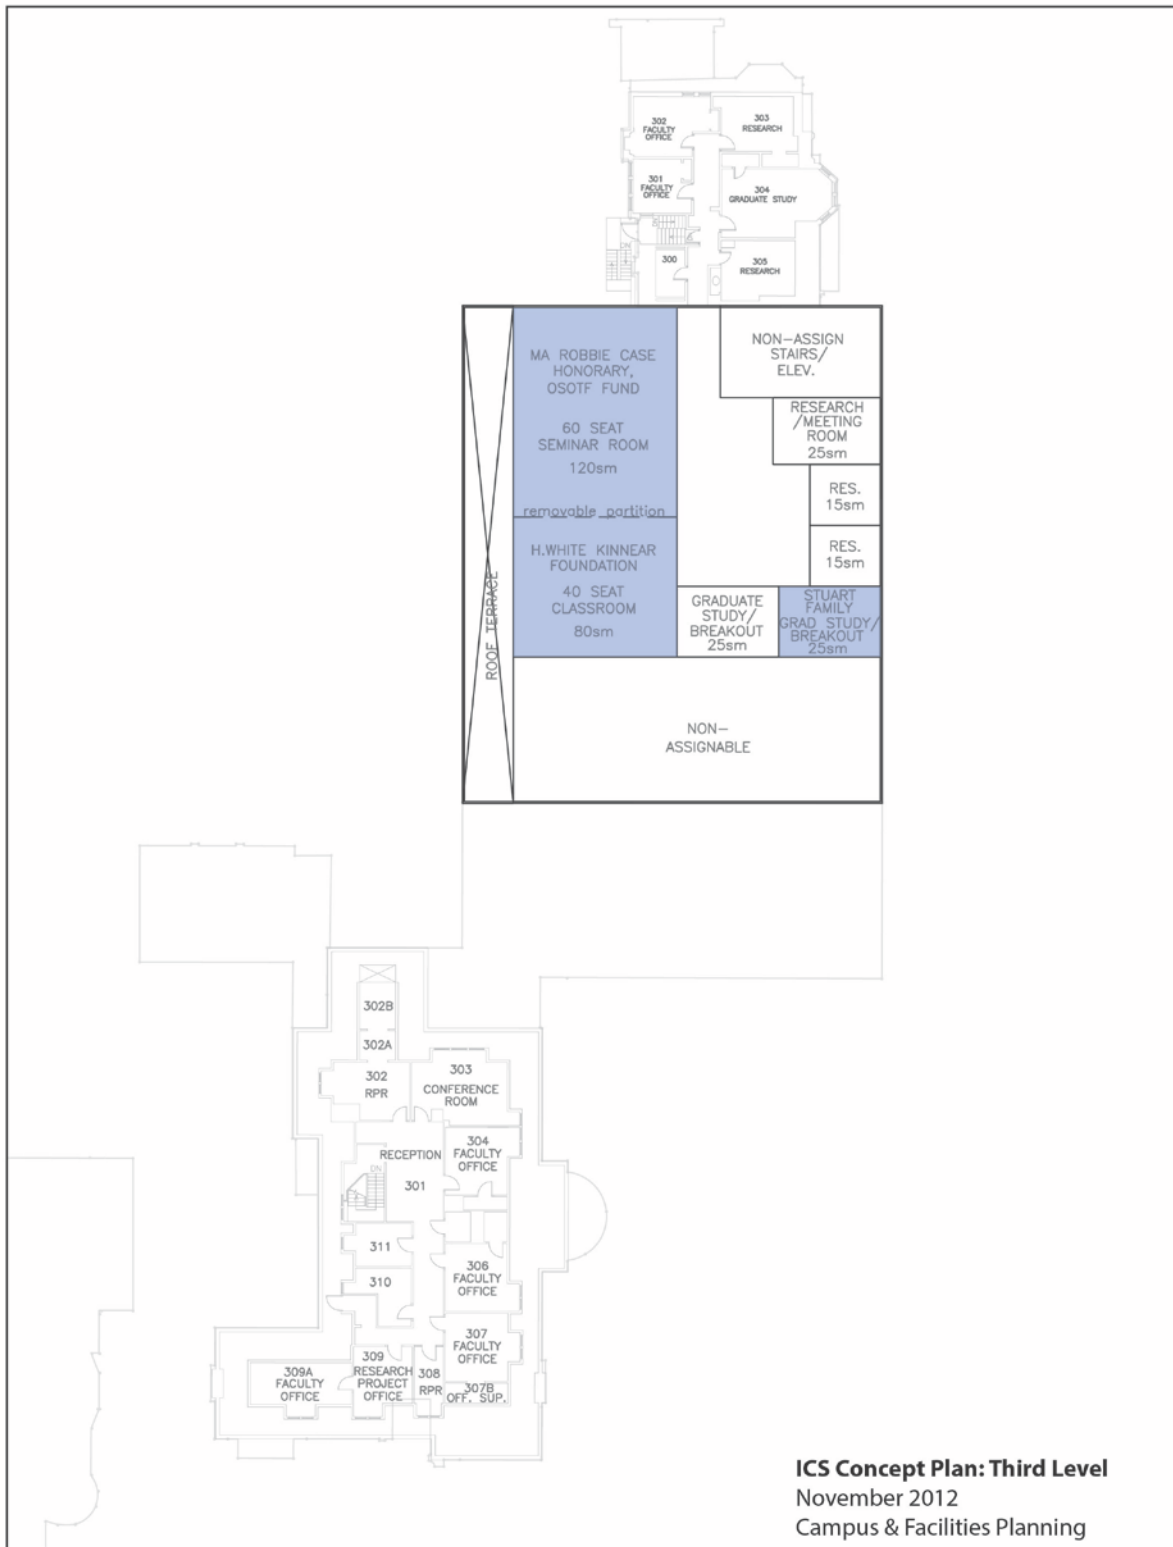 302
FACULTY
OFFICE
303
RESEARCH
301
FACULTY
OFFICE
304
GRADUATE STUDY
DN
300
305
RESEARCH
MA ROBBIE CASE
HONORARY,
OSOTF FUND
60 SEAT
SEMINAR ROOM
120sm
removable partition
H.WHITE KINNEAR
FOUNDATION
40 SEAT
CLASSROOM
80sm
NON-ASSIGN
STAIRS/
ELEV.
RESEARCH
/MEETING
ROOM
25sm
RES.
15sm
RES.
15sm
GRADUATE
STUDY/
BREAKOUT
25sm
STUART
FAMILY
GRAD STUDY/
BREAKOUT
25sm
ROOF TERRACE
NON-
ASSIGNABLE
302B
302A
302
RPR
303
CONFERENCE
ROOM
RECEPTION
301
DN
304
FACULTY
OFFICE
311
310
306
FACULTY
OFFICE
307
FACULTY
OFFICE
309A
FACULTY
OFFICE
309
RESEARCH
PROJECT
OFFICE
308
RPR
307B
OFF. SUP.
ICS Concept Plan: Third Level
November 2012
Campus & Facilities Planning